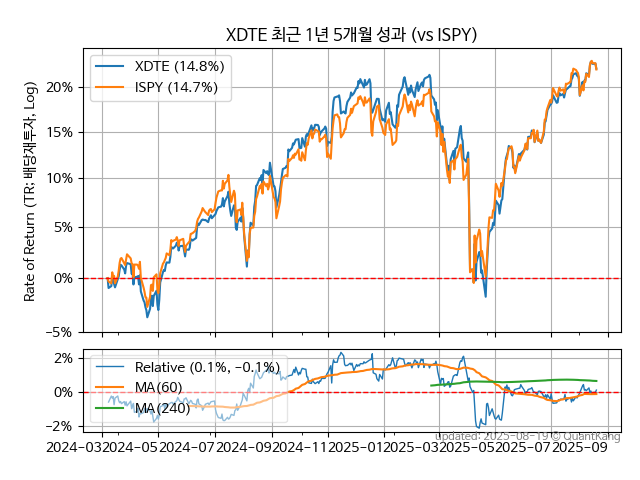 XDTE 최근 1년 5개월 성과 (vs ISPY)
XDTE (14.8%)
ISPY (14.7%)
Rate of Return (TR: 배당재투자, Log)
20%
15%
10%
5%
0%
−5%
Relative (0.1%, −0.1%)
MA(60)
MA(240)
2%
0%
−2%
Updated: 2025-08-19 © QuantKang
2024-03 2024-05 2024-07 2024-09 2024-11 2025-01 2025-03 2025-05 2025-07 2025-09